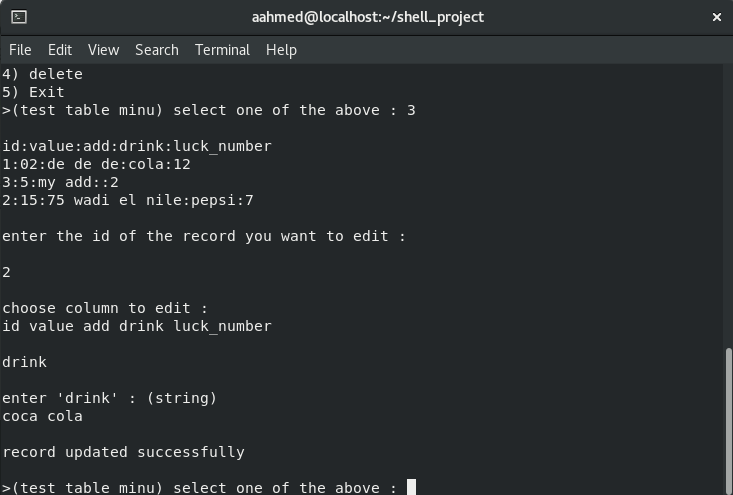 aahmed@localhost:~/shell_project
File Edit View Search Terminal Help
4) delete
5) Exit
>(test table minu) select one of the above : 3
id:value:add:drink:luck_number
1:02:de de de:cola:12
3:5:my add::2
2:15:75 wadi el nile:pepsi:7
enter the id of the record you want to edit :
2
choose column to edit :
id value add drink luck_number
drink
enter 'drink' : (string)
coca cola
record updated successfully
>(test table minu) select one of the above :